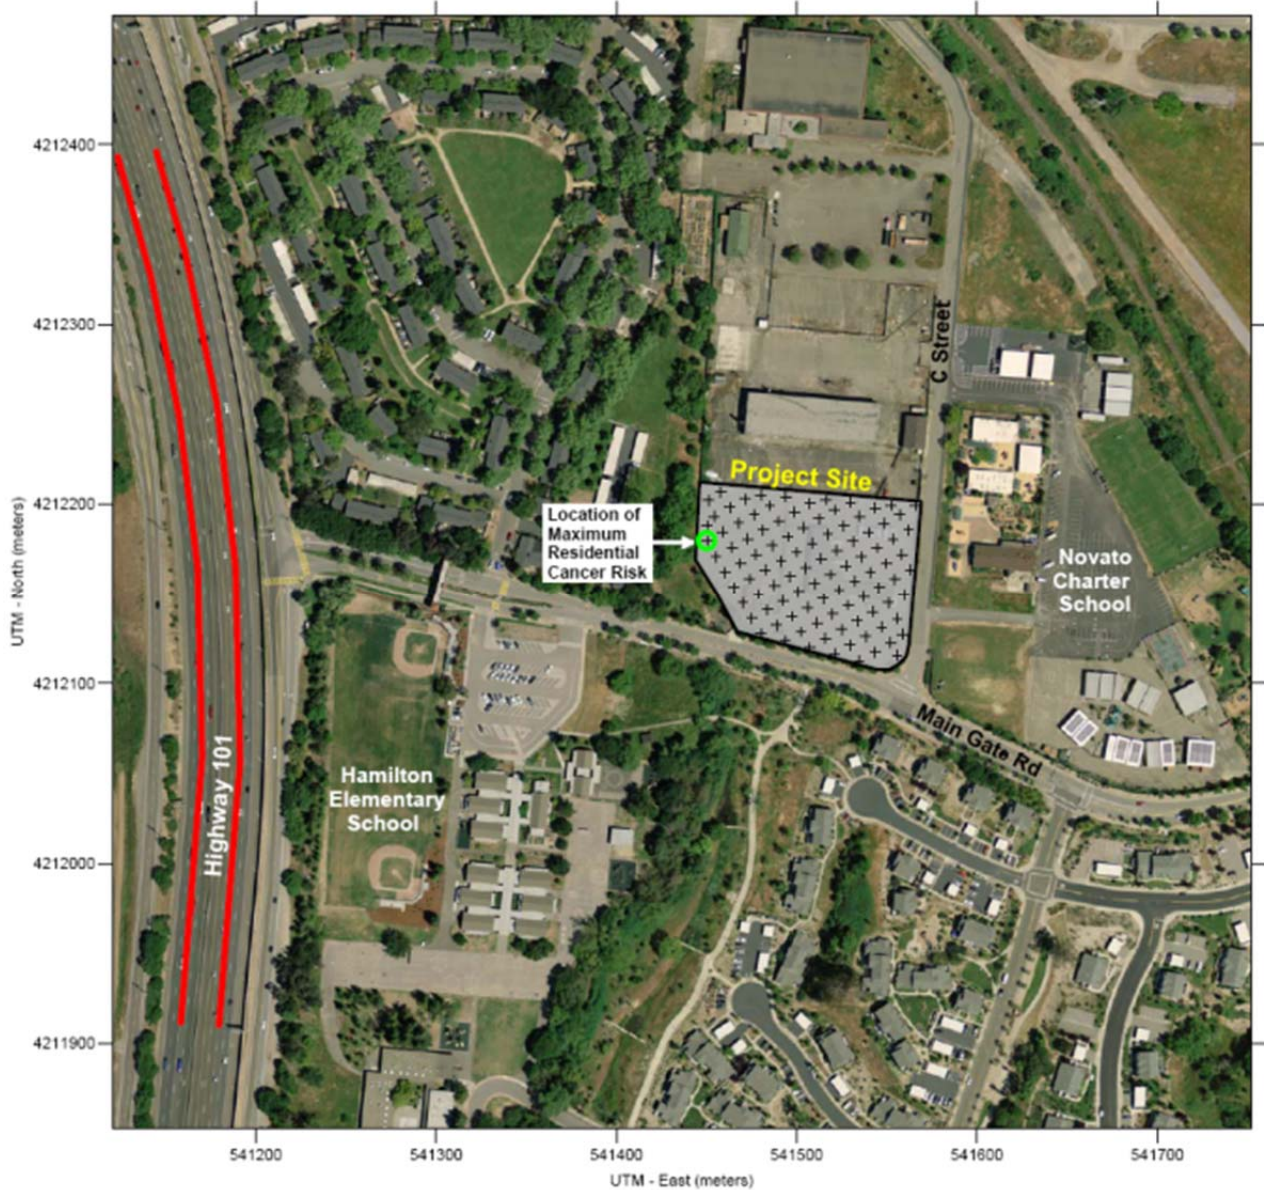 4212400
4212300
4212200
4212100
4212000
4211900
UTM - North (meters)
C Street
Project Site
Location of
Maximum
Residential
Cancer Risk
Novato
Charter
School
Main Gate Rd
Hamilton
Elementary
School
Highway 101
541200
541300
541400
541500
541600
541700
UTM - East (meters)